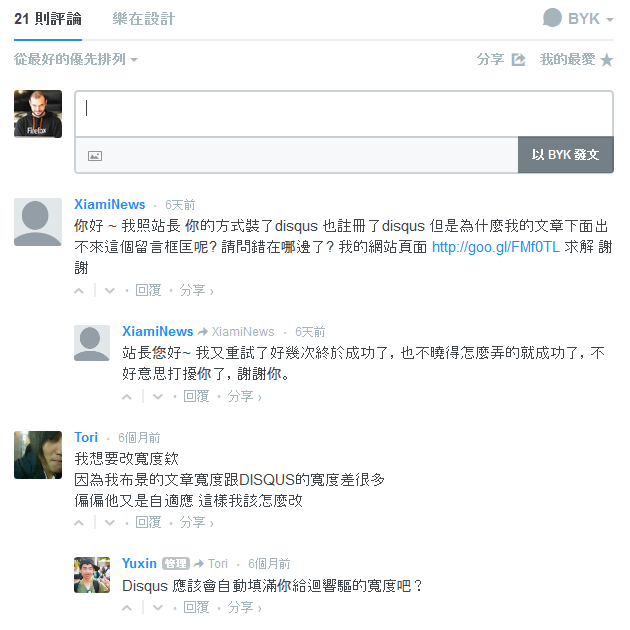 21 則評論 樂在設計 BYK
從最好的優先排列 分享 我的最愛
Firefox
以 BYK 發文
XiamiNews · 6天前
你好 ~ 我照站長 你的方式裝了disqus 也註冊了disqus 但是為什麼我的文章下面出
不來這個留言框匡呢? 請問錯在哪邊了? 我的網站頁面 http://goo.gl/FMf0TL 求解 謝
謝
· 回覆 · 分享 ›
XiamiNews XiamiNews · 6天前
站長您好~ 我又重試了好幾次終於成功了, 也不曉得怎麼弄的就成功了, 不
好意思打擾你了, 謝謝你。
· 回覆 · 分享 ›
Tori · 6個月前
我想要改寬度欸
因為我布景的文章寬度跟DISQUS的寬度差很多
偏偏他又是自適應 這樣我該怎麼改
· 回覆 · 分享 ›
Yuxin 管理 Tori · 6個月前
Disqus 應該會自動填滿你給迴響驅的寬度吧？
· 回覆 · 分享 ›